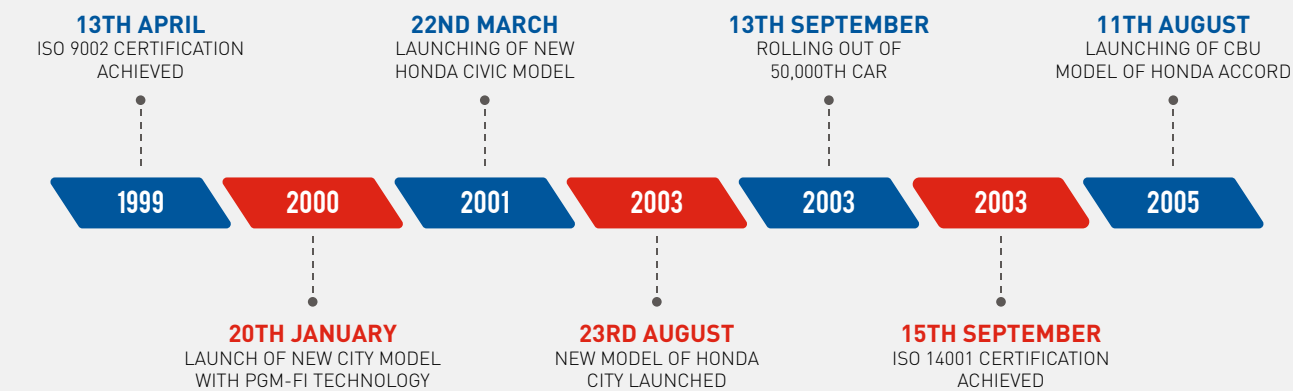 13TH APRIL
ISO 9002 CERTIFICATION
ACHIEVED
22ND MARCH
LAUNCHING OF NEW
HONDA CIVIC MODEL
13TH SEPTEMBER
ROLLING OUT OF
50,000TH CAR
11TH AUGUST
LAUNCHING OF CBU
MODEL OF HONDA ACCORD
1999
2000
2001
2003
2003
2003
2005
20TH JANUARY
LAUNCH OF NEW CITY MODEL
WITH PGM-FI TECHNOLOGY
23RD AUGUST
NEW MODEL OF HONDA
CITY LAUNCHED
15TH SEPTEMBER
ISO 14001 CERTIFICATION
ACHIEVED